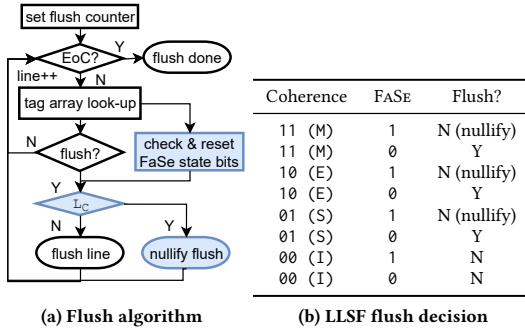 set flush counter
EoC?
Y
flush done
line++
N
tag array look-up
N
flush?
check & reset
FaSe state bits
Y
L_C
N
Y
flush line
nullify flush
(a) Flush algorithm
Coherence FASE Flush?
11 (M) 1 N (nullify)
11 (M) 0 Y
10 (E) 1 N (nullify)
10 (E) 0 Y
01 (S) 1 N (nullify)
01 (S) 0 Y
00 (I) 1 N
00 (I) 0 N
(b) LLSF flush decision